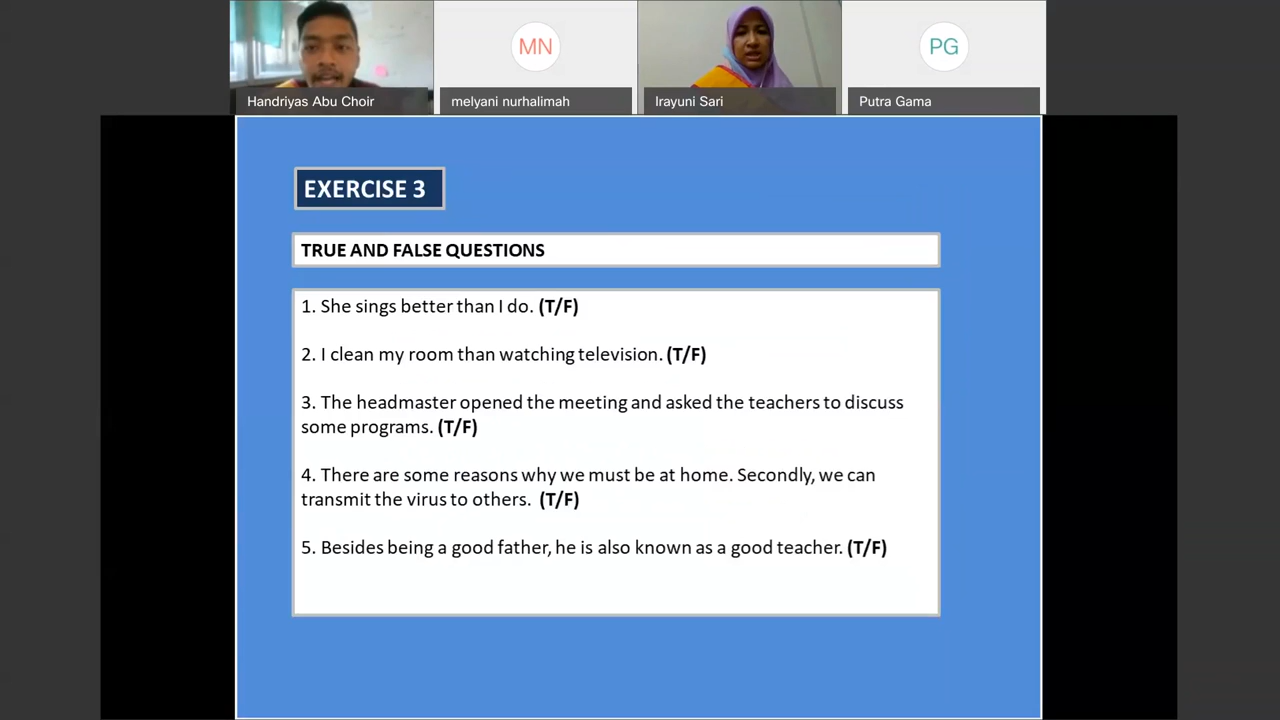 MN
PG
Handriyas Abu Choir
melyani nurhalimah
Irayuni Sari
Putra Gama
EXERCISE 3
TRUE AND FALSE QUESTIONS
1. She sings better than I do. (T/F)
2. I clean my room than watching television. (T/F)
3. The headmaster opened the meeting and asked the teachers to discuss
some programs. (T/F)
4. There are some reasons why we must be at home. Secondly, we can
transmit the virus to others. (T/F)
5. Besides being a good father, he is also known as a good teacher. (T/F)